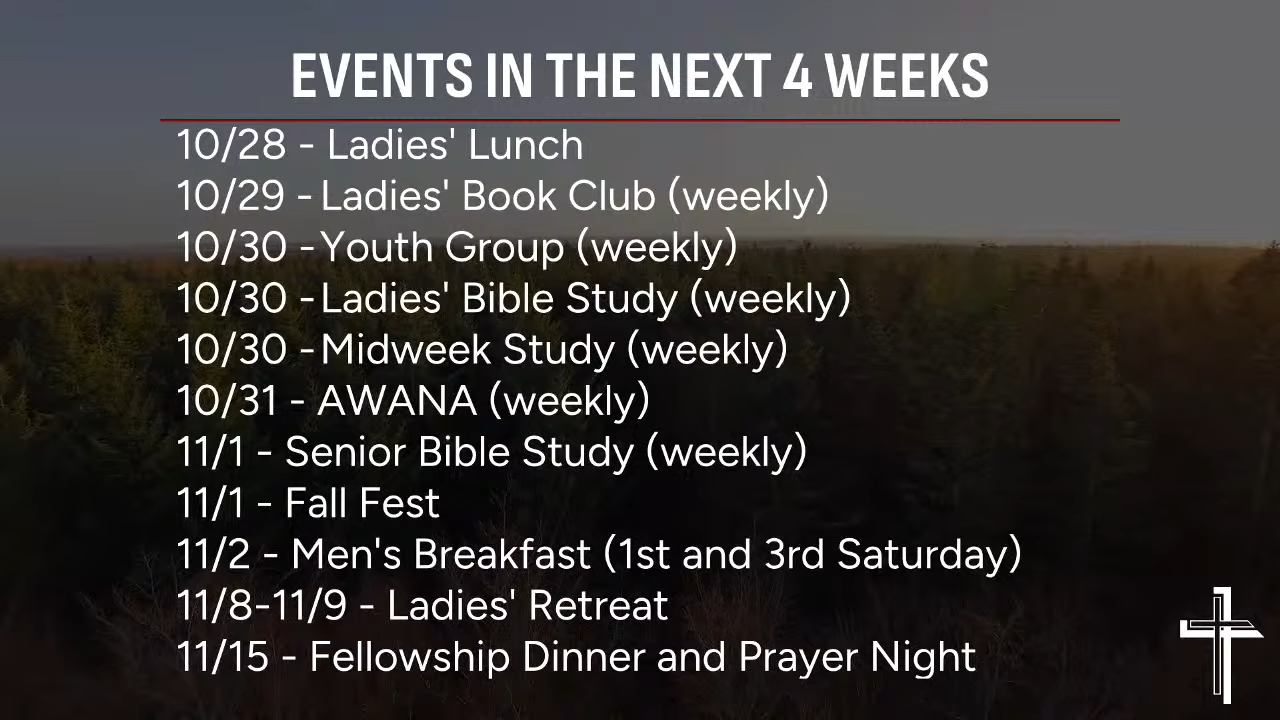 EVENTS IN THE NEXT 4 WEEKS
10/28 - Ladies' Lunch
10/29 - Ladies' Book Club (weekly)
10/30 - Youth Group (weekly)
10/30 - Ladies' Bible Study (weekly)
10/30 - Midweek Study (weekly)
10/31 - AWANA (weekly)
11/1 - Senior Bible Study (weekly)
11/1 - Fall Fest
11/2 - Men's Breakfast (1st and 3rd Saturday)
11/8-11/9 - Ladies' Retreat
11/15 - Fellowship Dinner and Prayer Night